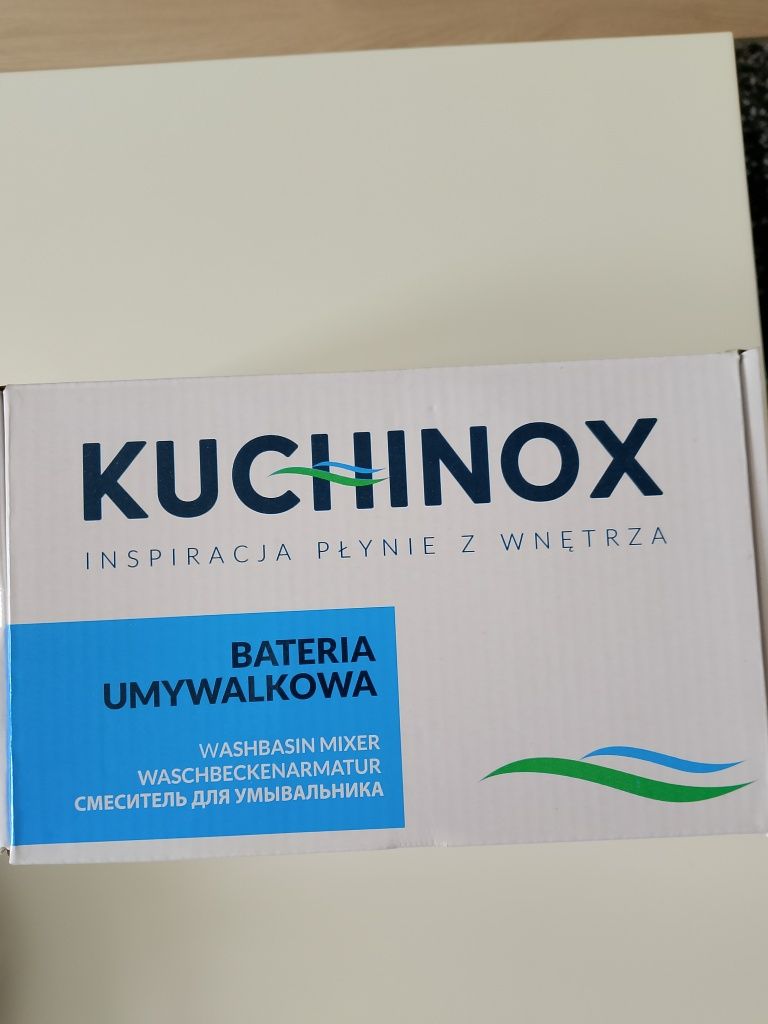 KUCHINOX
INSPIRACJA PŁYNIE Z WNĘTRZA
BATERIA
UMYWALKOWA
WASHBASIN MIXER
WASCHBECKENARMATUR
СМЕСИТЕЛЬ ДЛЯ УМЫВАЛЬНИКА